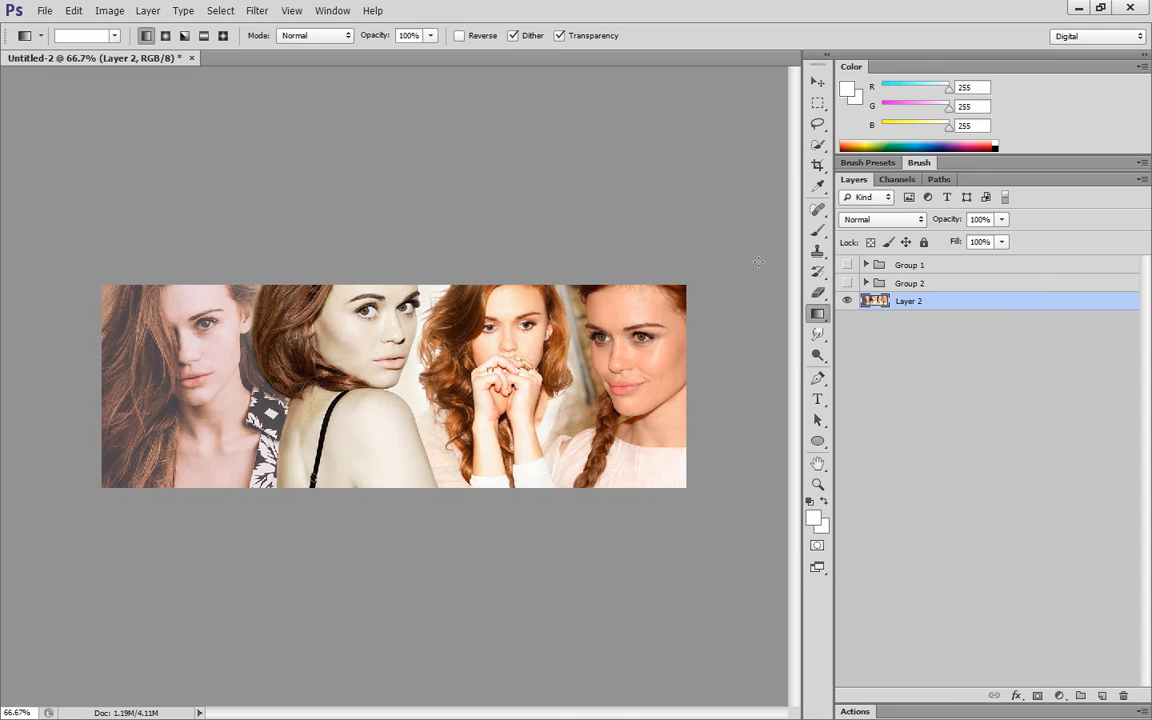 Ps File Edit Image Layer Type Select Filter View Window Help
Mode: Normal Opacity: 100% Reverse Dither Transparency Digital
Untitled-2 @ 66.7% (Layer 2, RGB/8) * ×
Color
R 255
G 255
B 255
Brush Presets Brush
Layers Channels Paths
Kind T
Normal Opacity: 100%
Lock: Fill: 100%
Group 1
Group 2
Layer 2
T
fx
66.67% Doc: 1.19M/4.11M
Actions